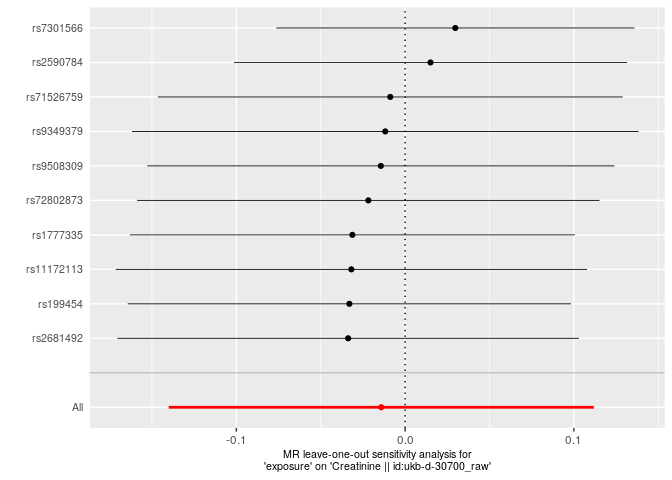 rs7301566
rs2590784
rs71526759
rs9349379
rs9508309
rs72802873
rs1777335
rs11172113
rs199454
rs2681492
All
-0.1 0.0 0.1
MR leave-one-out sensitivity analysis for
'exposure' on 'Creatinine || id:ukb-d-30700_raw'